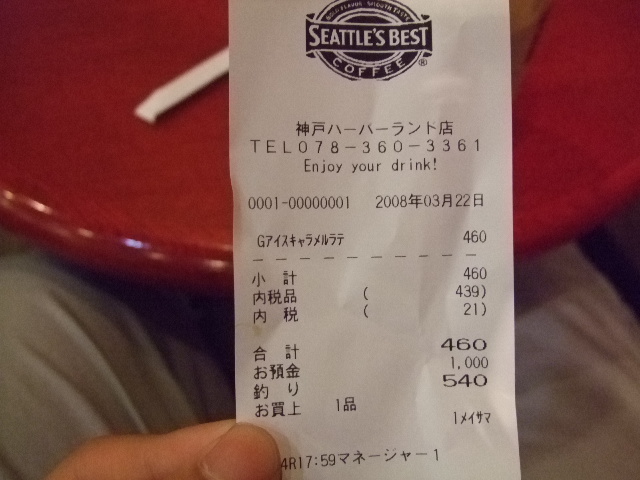 BOLD FLAVOR · SMOOTH TASTE
SEATTLE'S BEST
COFFEE®
神戸ハーバーランド店
TEL078-360-3361
Enjoy your drink!
0001-00000001 2008年03月22日
Gアイスキャラメルラテ 460
小 計 460
内税品 ( 439)
内 税 ( 21)
合 計 460
お預金 1,000
釣 り 540
お買上 1品
1メイサマ
4R17:59マネージャー1